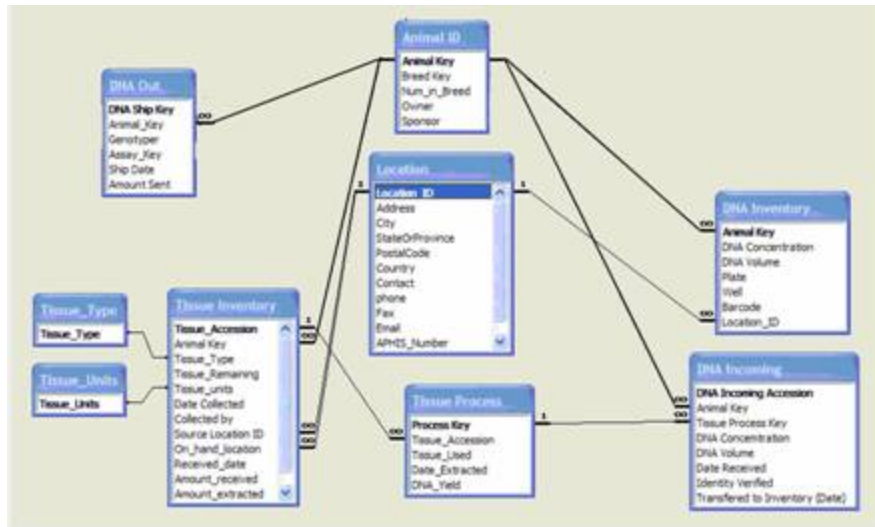 Animal ID
Animal Key
Breed Key
Num_in_Breed
Owner
Sponsor
DNA Out
DNA Ship Key
Animal_Key
Genotyper
Assay_Key
Ship Date
Amount Sent
∞
Location
1
1
Location_ID
Address
City
StateOrProvince
PostalCode
Country
Contact
phone
Fax
Email
APHIS_Number
DNA Inventory
∞
Animal Key
DNA Concentration
DNA Volume
Plate
Well
Barcode
∞
Location_ID
Tissue_Type
Tissue_Type
Tissue_Units
Tissue_Units
Tissue Inventory
1
∞
Tissue_Accession
Animal Key
Tissue_Type
Tissue_Remaining
Tissue_units
Date Collected
Collected by
Source Location ID
∞
On_hand_location
∞
Received_date
Amount_received
Amount_extracted
Tissue Process
∞
1
Process Key
Tissue_Accession
Tissue_Used
Date_Extracted
DNA_Yield
DNA Incoming
DNA Incoming Accession
∞
Animal Key
∞
Tissue Process Key
DNA Concentration
DNA Volume
Date Received
Identity Verified
Transfered to Inventory (Date)